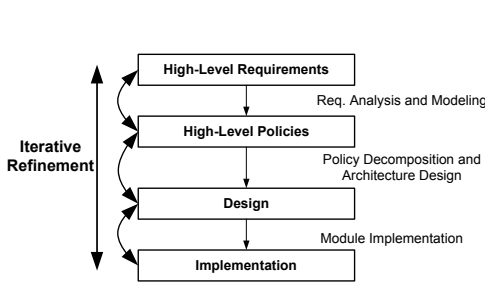 High-Level Requirements
Req. Analysis and Modeling
High-Level Policies
Iterative
Refinement
Policy Decomposition and
Architecture Design
Design
Module Implementation
Implementation